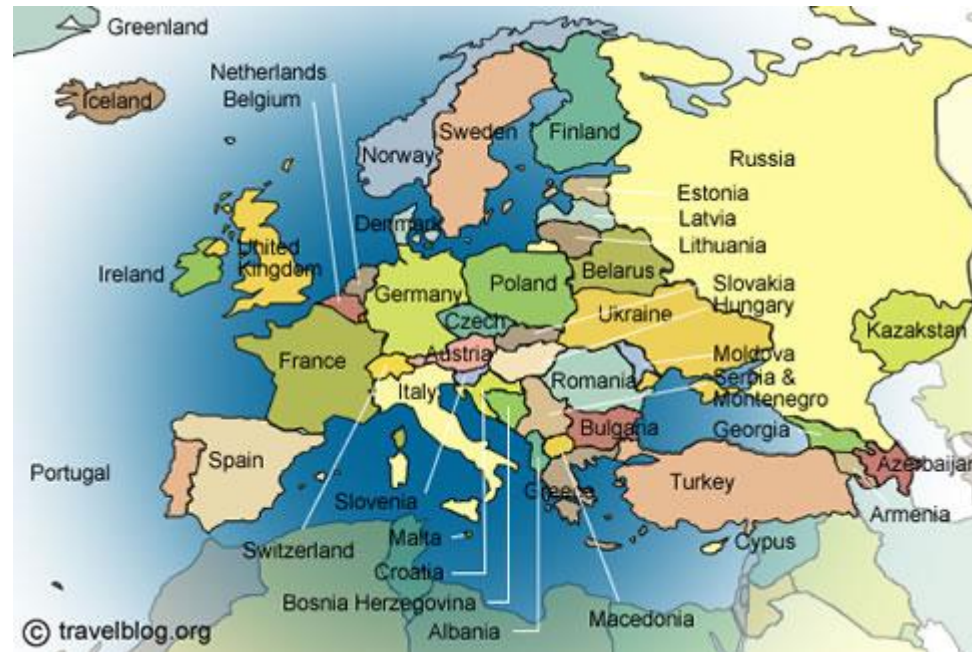 Greenland
Netherlands
Belgium
Iceland
Norway
Sweden
Finland
Russia
Estonia
Latvia
Lithuania
Denmark
United
Kingdom
Ireland
Germany
Poland
Belarus
Slovakia
Hungary
Ukraine
Czech
Kazakstan
France
Austria
Italy
Romania
Moldova
Serbia &
Montenegro
Bulgaria
Georgia
Portugal
Spain
Slovenia
Greece
Turkey
Azerbaijan
Armenia
Switzerland
Malta
Cypus
Croatia
Bosnia Herzegovina
Albania
Macedonia
© travelblog.org